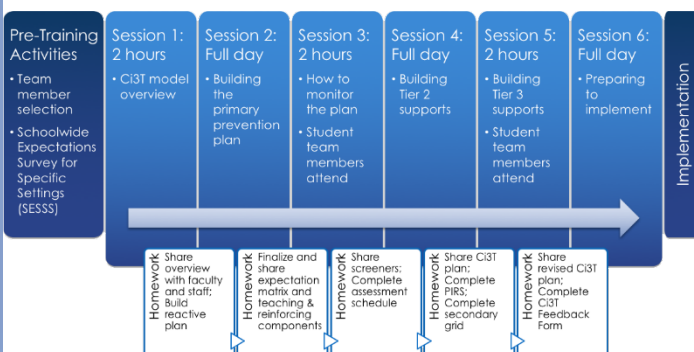 Pre-Training
Activities
• Team
member
selection
• Schoolwide
Expectations
Survey for
Specific
Settings
(SESSS)
Session 1:
2 hours
• Ci3T model
overview
Session 2:
Full day
• Building
the
primary
prevention
plan
Session 3:
2 hours
• How to
monitor
the plan
• Student
team
members
attend
Session 4:
Full day
• Building
Tier 2
supports
Session 5:
2 hours
• Building
Tier 3
supports
• Student
team
members
attend
Session 6:
Full day
• Preparing
to
implement
Implementation
Homework
Share
overview
with faculty
and staff;
Build
reactive
plan
Homework
Finalize and
share
expectation
matrix and
teaching &
reinforcing
components
Homework
Share
screeners;
Complete
assessment
schedule
Homework
Share Ci3T
plan;
Complete
PIRS;
Complete
secondary
grid
Homework
Share
revised Ci3T
plan;
Complete
Ci3T
Feedback
Form